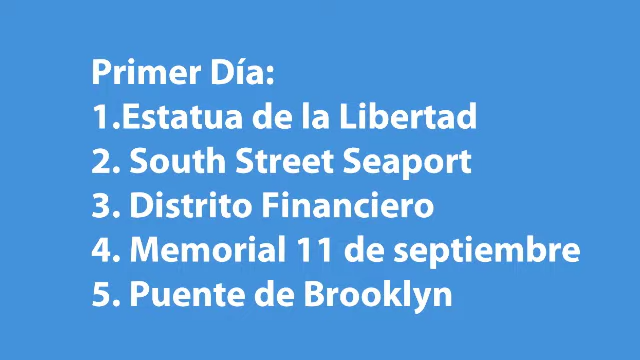 Primer Día:
1.Estatua de la Libertad
2. South Street Seaport
3. Distrito Financiero
4. Memorial 11 de septiembre
5. Puente de Brooklyn